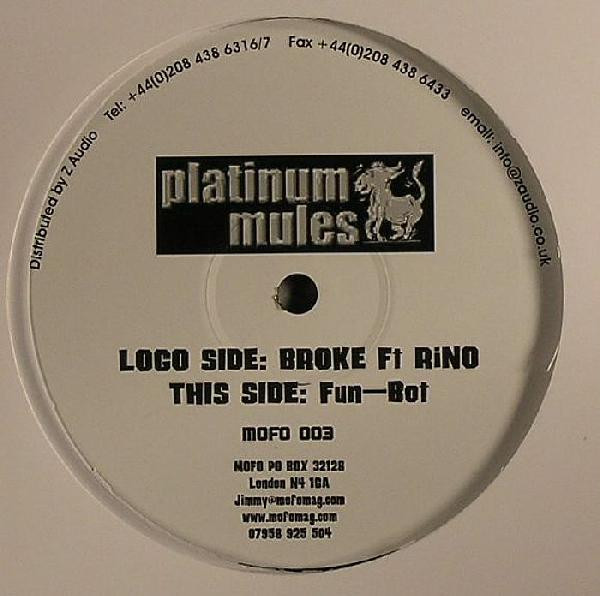 Distributed by Z Audio Tel: +44(0)208 438 6316/7 Fax +44(0)208 438 6433 email: info@zaudio.co.uk
platinum
mules
LOGO SIDE: BROKE Ft RiNO
THIS SIDE: Fun-Bot
MOFO 003
MOFO PO BOX 32128
London N4 1GA
Jimmy@mofomag.com
www.mofomag.com
07958 925 504